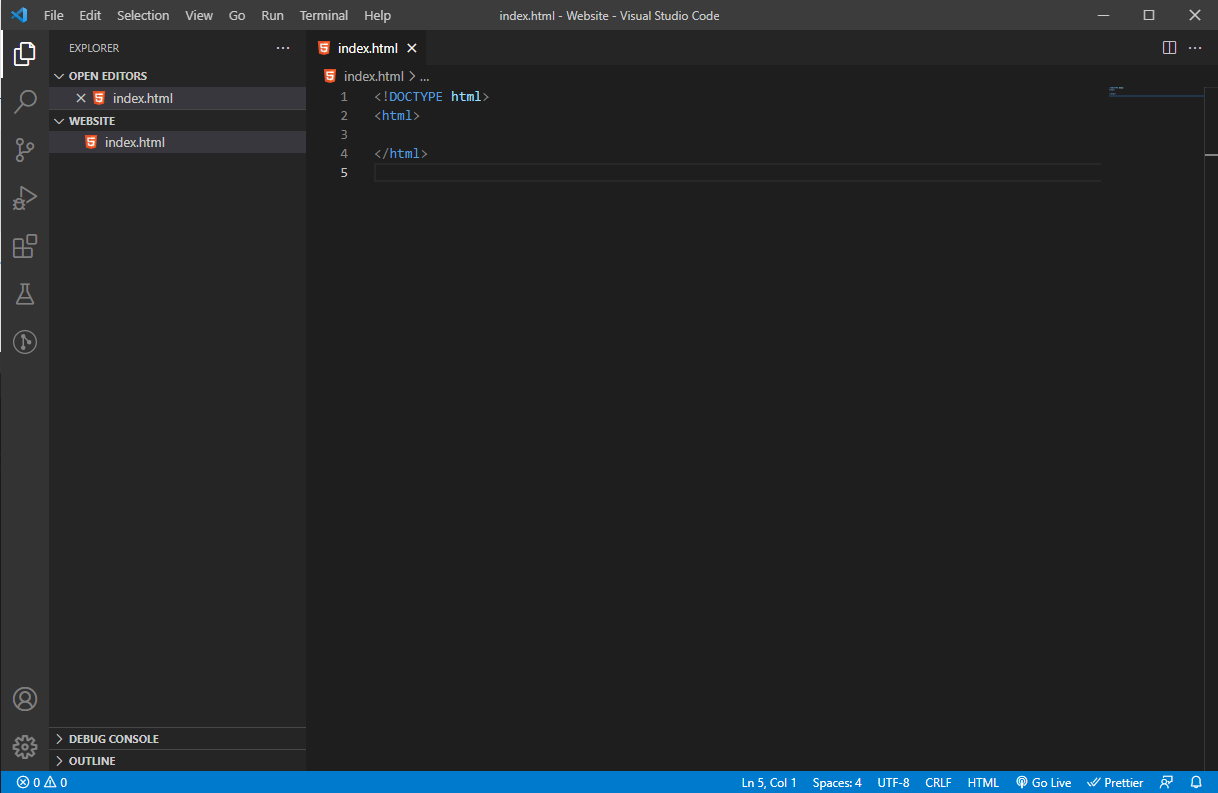 File Edit Selection View Go Run Terminal Help index.html - Website - Visual Studio Code
EXPLORER
OPEN EDITORS
index.html
WEBSITE
index.html
DEBUG CONSOLE
OUTLINE
index.html
index.html > ...
1 <!DOCTYPE html>
2 <html>
3
4 </html>
5
0 0 Ln 5, Col 1 Spaces: 4 UTF-8 CRLF HTML Go Live Prettier